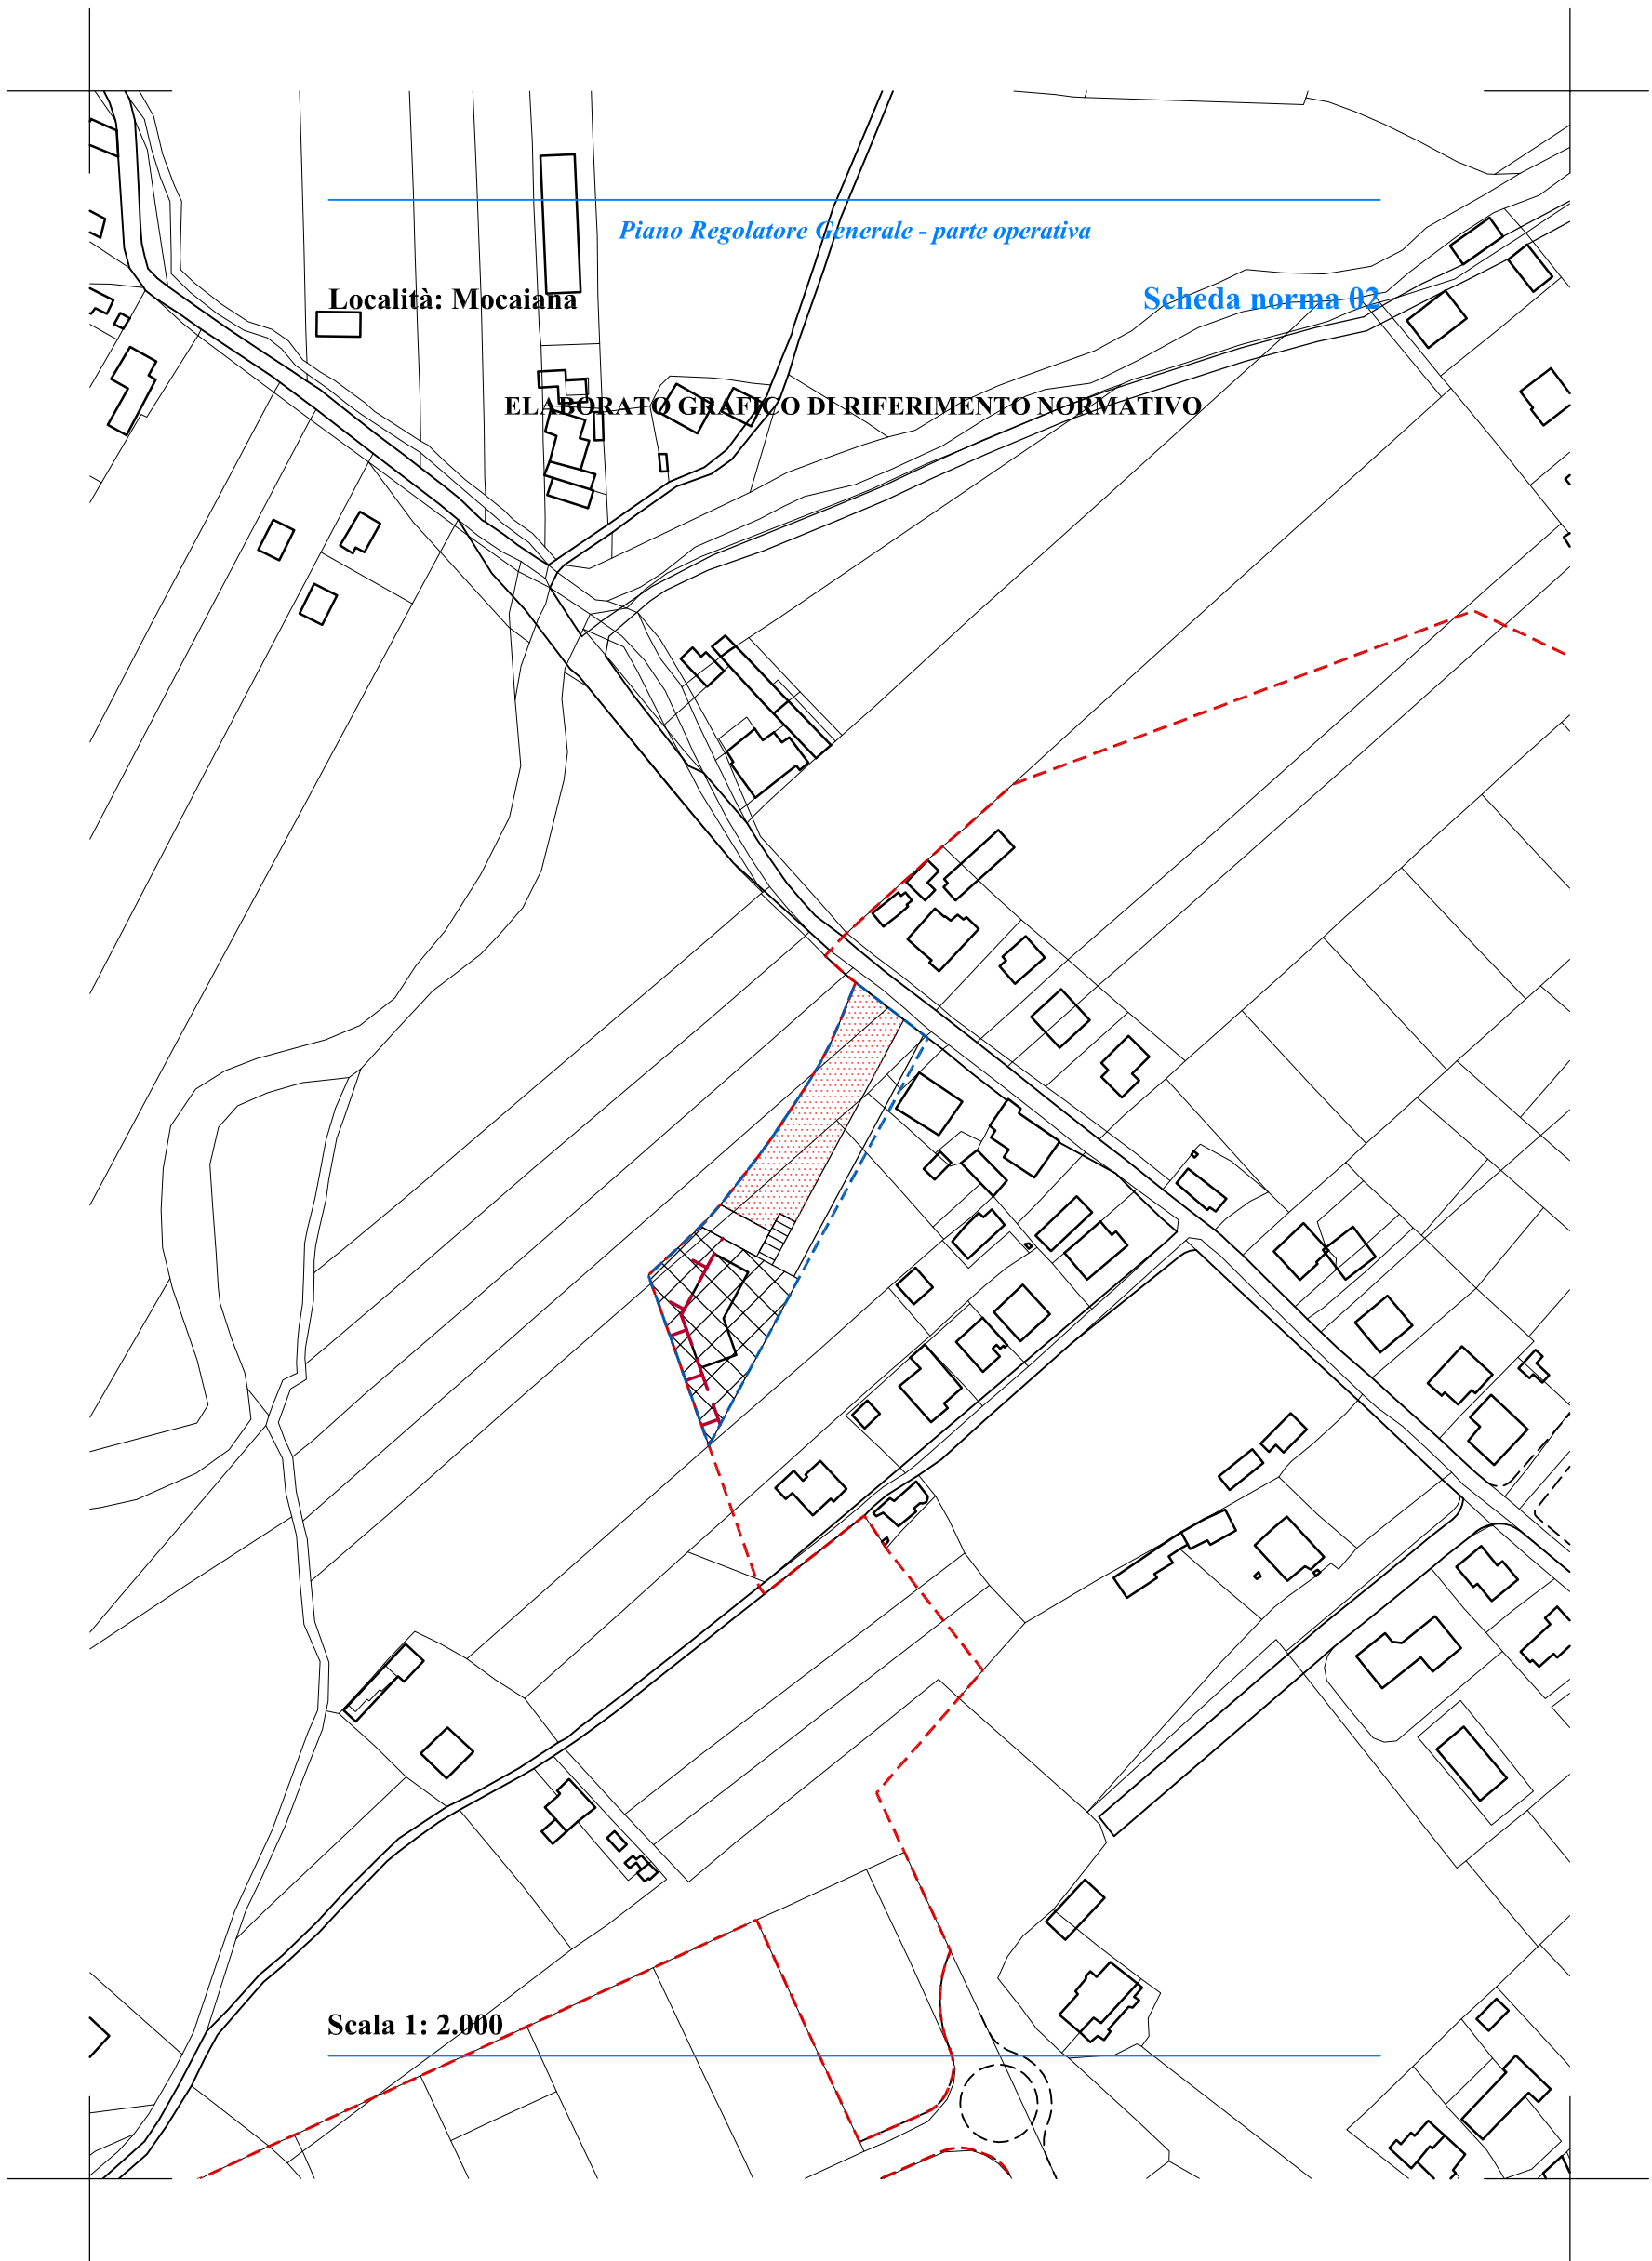 Piano Regolatore Generale - parte operativa
Località: Mocaiana
Scheda norma 02
ELABORATO GRAFICO DI RIFERIMENTO NORMATIVO
Scala 1: 2.000